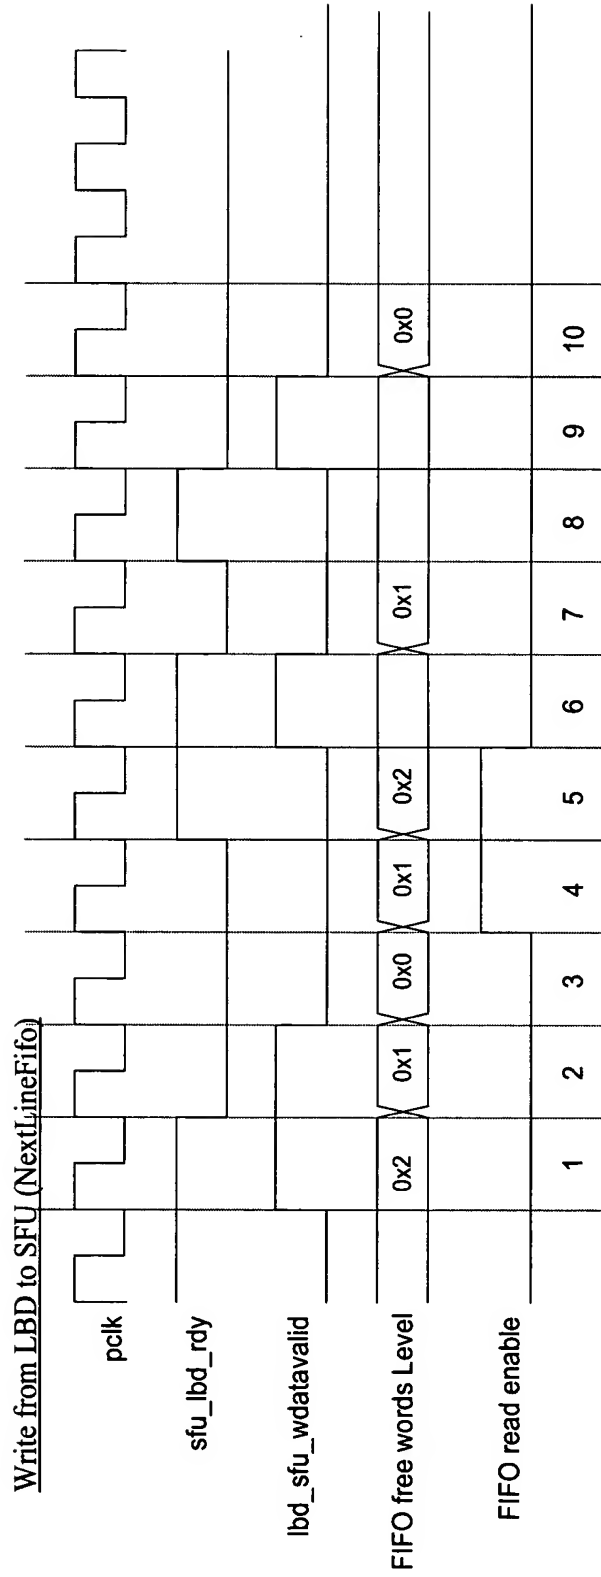 Write from LBD to SFU (NextLineFifo)
pclk
sfu_lbd_rdy
lbd_sfu_wdatavalid
FIFO free words Level 0x2 0x1 0x0 0x1 0x2 0x1 0x0
FIFO read enable
1 2 3 4 5 6 7 8 9 10